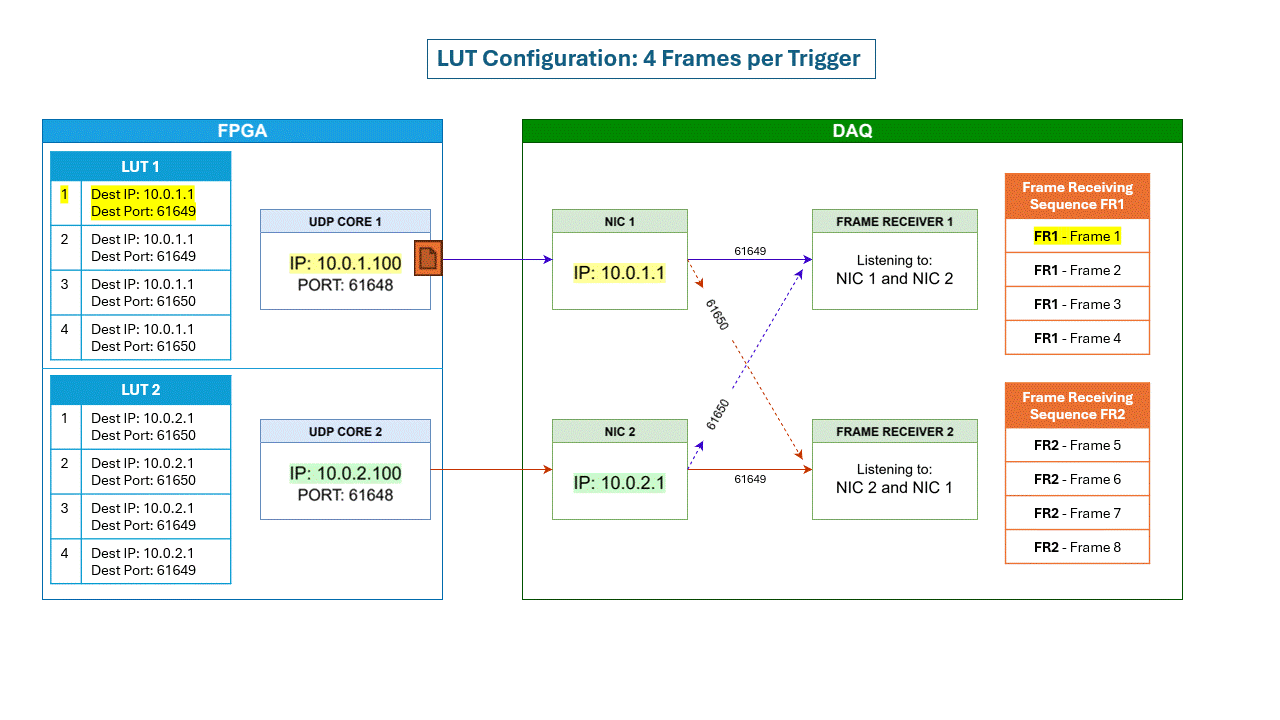 LUT Configuration: 4 Frames per Trigger
FPGA
LUT 1
1
Dest IP: 10.0.1.1
Dest Port: 61649
2
Dest IP: 10.0.1.1
Dest Port: 61649
3
Dest IP: 10.0.1.1
Dest Port: 61650
4
Dest IP: 10.0.1.1
Dest Port: 61650
UDP CORE 1
IP: 10.0.1.100
PORT: 61648
LUT 2
1
Dest IP: 10.0.2.1
Dest Port: 61650
2
Dest IP: 10.0.2.1
Dest Port: 61650
3
Dest IP: 10.0.2.1
Dest Port: 61649
4
Dest IP: 10.0.2.1
Dest Port: 61649
UDP CORE 2
IP: 10.0.2.100
PORT: 61648
DAQ
NIC 1
IP: 10.0.1.1
61649
61650
FRAME RECEIVER 1
Listening to:
NIC 1 and NIC 2
NIC 2
IP: 10.0.2.1
61650
61649
FRAME RECEIVER 2
Listening to:
NIC 2 and NIC 1
Frame Receiving
Sequence FR1
FR1 - Frame 1
FR1 - Frame 2
FR1 - Frame 3
FR1 - Frame 4
Frame Receiving
Sequence FR2
FR2 - Frame 5
FR2 - Frame 6
FR2 - Frame 7
FR2 - Frame 8